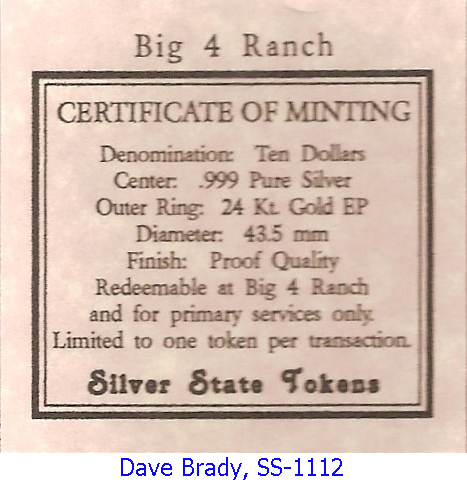 Big 4 Ranch
CERTIFICATE OF MINTING
Denomination: Ten Dollars
Center: .999 Pure Silver
Outer Ring: 24 Kt. Gold EP
Diameter: 43.5 mm
Finish: Proof Quality
Redeemable at Big 4 Ranch
and for primary services only.
Limited to one token per transaction.
Silver State Tokens
Dave Brady, SS-1112